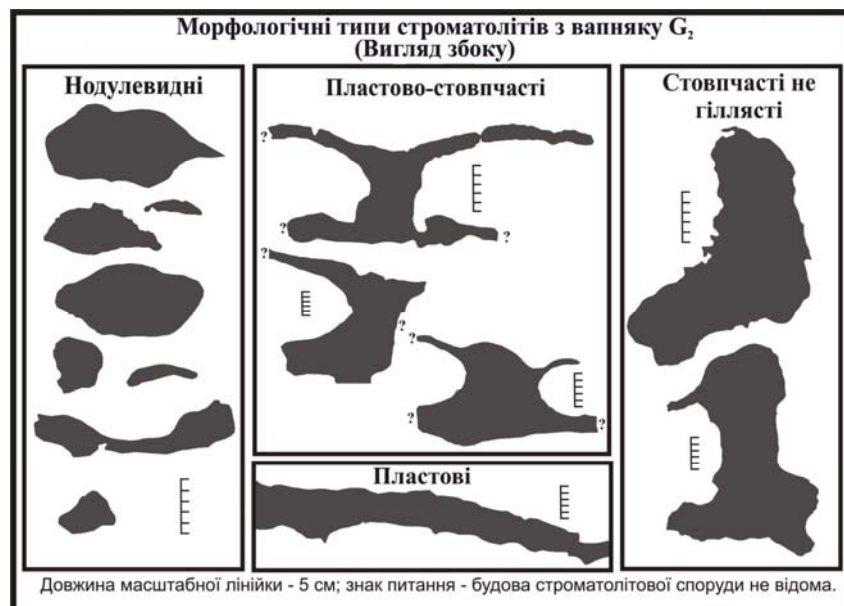 Морфологічні типи строматолітів з вапняку G₂
(Вигляд збоку)
Нодулевидні
Пластово-стовпчасті
Стовпчасті не
гіллясті
?
?
?
?
?
?
?
?
Пластові
Довжина масштабної лінійки - 5 см; знак питання - будова строматолітової споруди не відома.